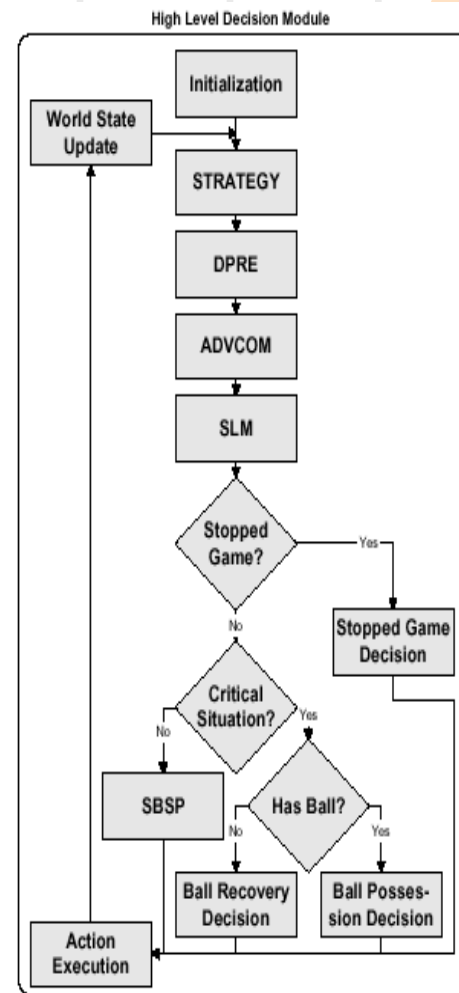 High Level Decision Module
Initialization
World State
Update
STRATEGY
DPRE
ADVCOM
SLM
Stopped
Game?
Yes
No
Stopped Game
Decision
Critical
Situation?
No
Yes
SBSP
Has Ball?
No
Yes
Ball Recovery
Decision
Ball Posses-
sion Decision
Action
Execution